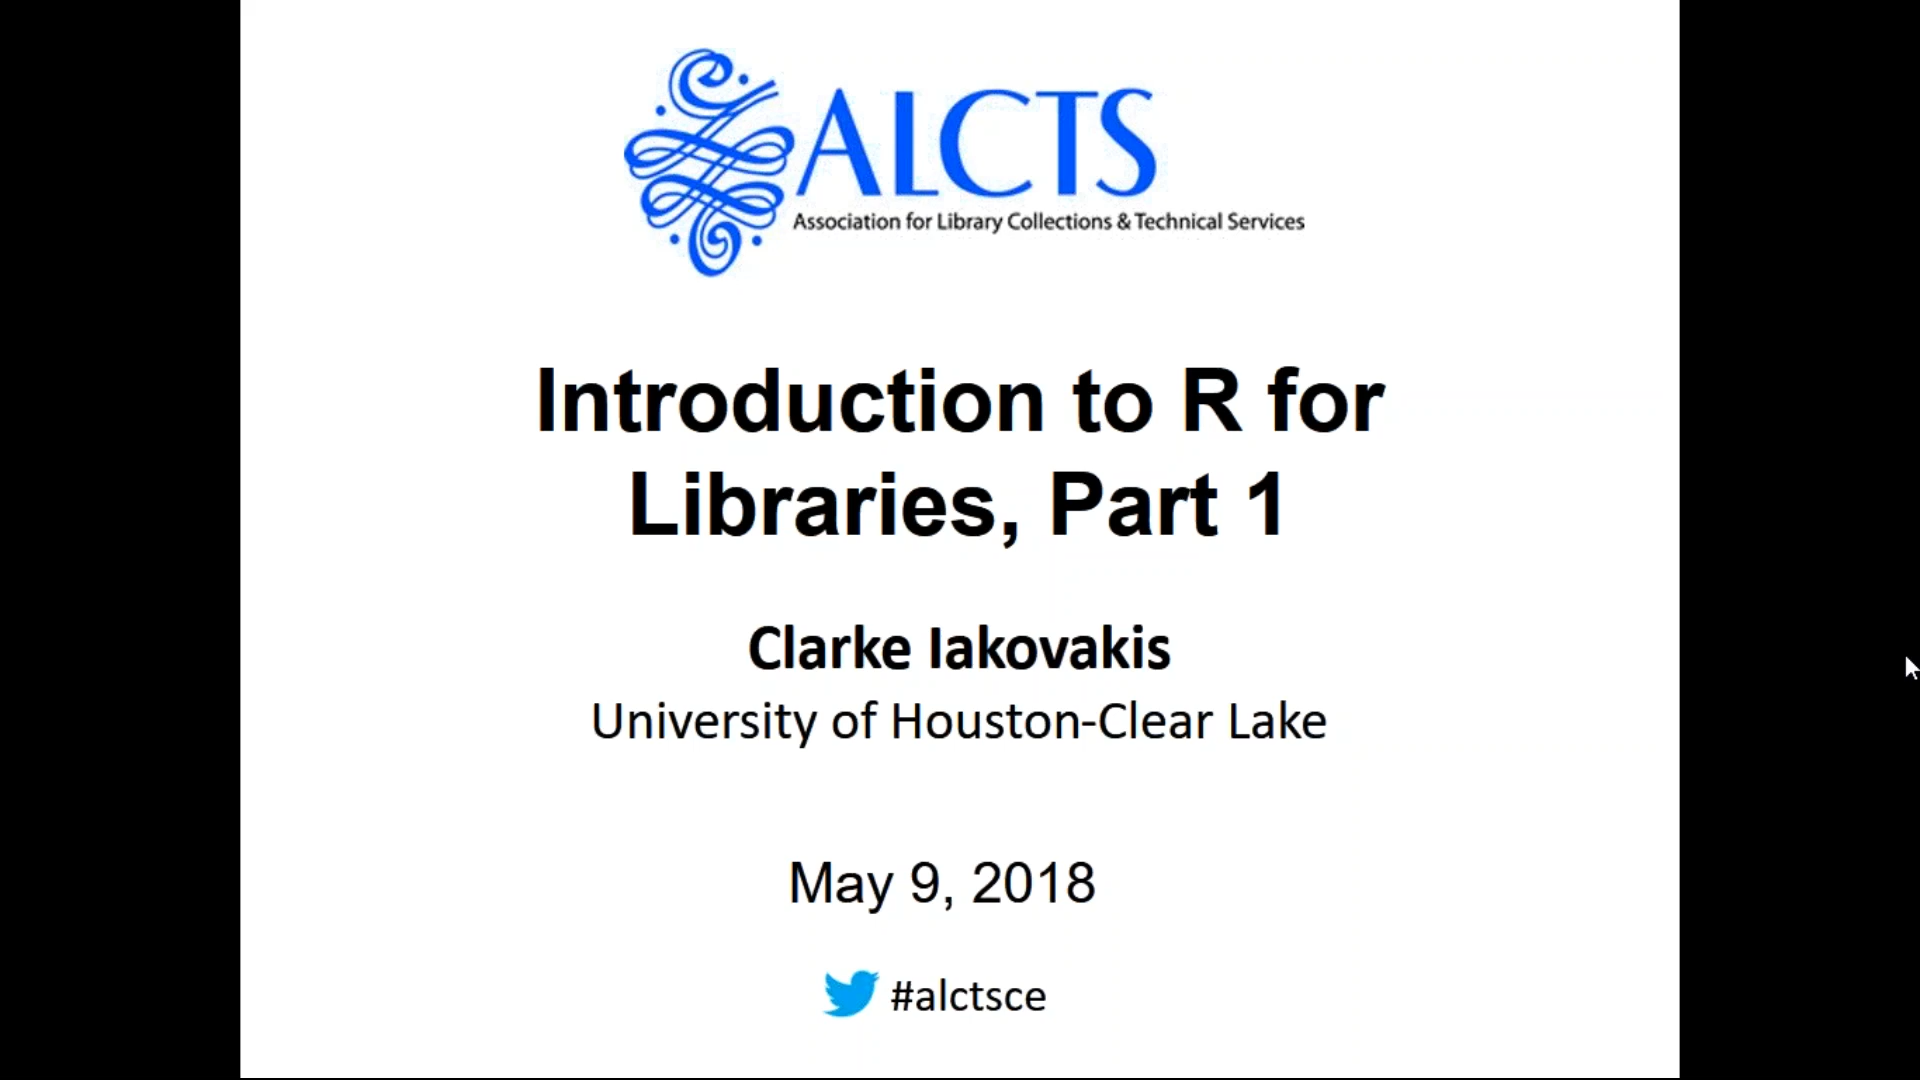 ALCTS
Association for Library Collections & Technical Services
Introduction to R for
Libraries, Part 1
Clarke Iakovakis
University of Houston-Clear Lake
May 9, 2018
#alctsce